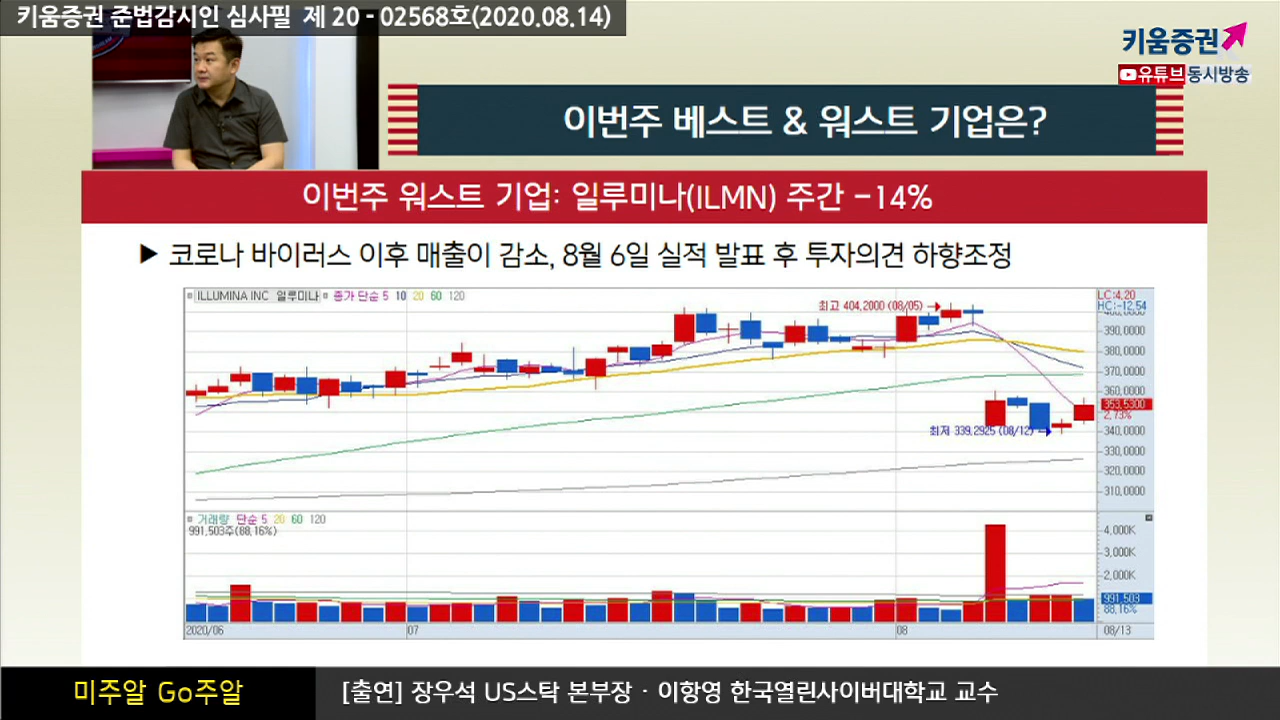 키움증권 준법감시인 심사필 제 20 - 02568호(2020.08.14)
키움증권
유튜브 동시방송
이번주 베스트 & 워스트 기업은?
이번주 워스트 기업: 일루미나(ILMN) 주간 -14%
▶ 코로나 바이러스 이후 매출이 감소, 8월 6일 실적 발표 후 투자의견 하향조정
ILLUMINA INC 일루미나 종가 단순 5 10 20 60 120
LC:4,20
HC:-12,54
최고 404,2000 (08/05)
400,0000
390,0000
380,0000
370,0000
360,0000
353,5300
2,73%
최저 339,2925 (08/12)
340,0000
330,0000
320,0000
310,0000
거래량 단순 5 20 60 120
991,503주(88,16%)
4,000K
3,000K
2,000K
991,503
88,16%
2020/06 07 08 08/13
미주알 Go주알
[출연] 장우석 US스탁 본부장 · 이항영 한국열린사이버대학교 교수